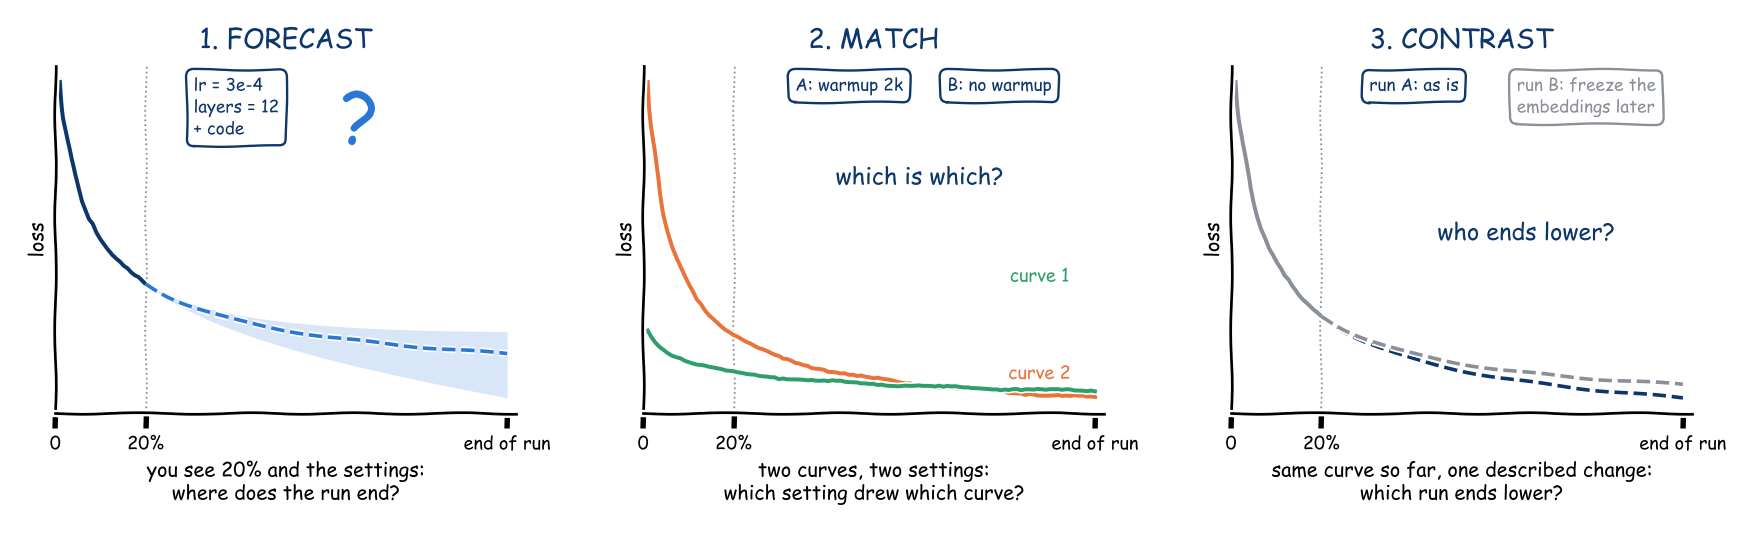 1. FORECAST
lr = 3e-4
layers = 12
+ code
?
loss
0
20%
end of run
you see 20% and the settings:
where does the run end?
2. MATCH
A: warmup 2k
B: no warmup
which is which?
loss
curve 1
curve 2
0
20%
end of run
two curves, two settings:
which setting drew which curve?
3. CONTRAST
run A: as is
run B: freeze the
embeddings later
who ends lower?
loss
0
20%
end of run
same curve so far, one described change:
which run ends lower?